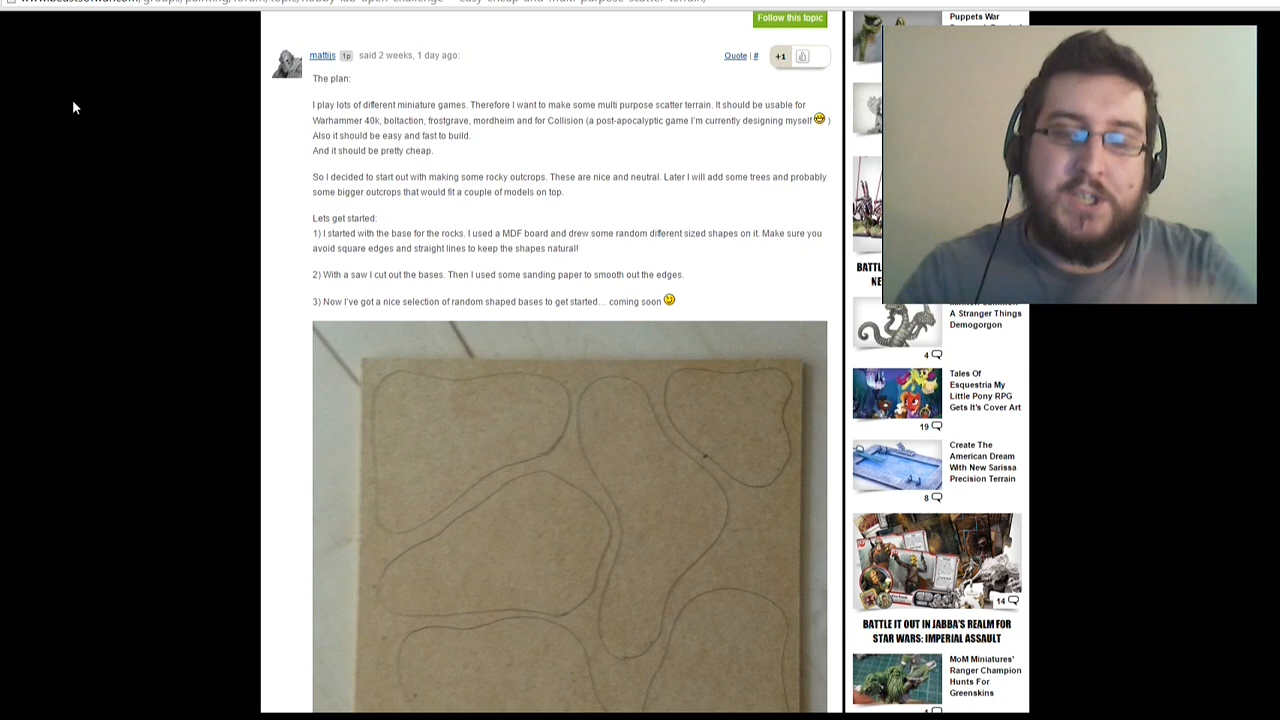 Follow this topic
mattijs 1p said 2 weeks, 1 day ago:
Quote | #
+1
The plan:
I play lots of different miniature games. Therefore I want to make some multi purpose scatter terrain. It should be usable for
Warhammer 40k, boltaction, frostgrave, mordheim and for Collision (a post-apocalyptic game I'm currently designing myself )
Also it should be easy and fast to build.
And it should be pretty cheap.
So I decided to start out with making some rocky outcrops. These are nice and neutral. Later I will add some trees and probably
some bigger outcrops that would fit a couple of models on top.
Lets get started:
1) I started with the base for the rocks. I used a MDF board and drew some random different sized shapes on it. Make sure you
avoid square edges and straight lines to keep the shapes natural!
2) With a saw I cut out the bases. Then I used some sanding paper to smooth out the edges.
3) Now I've got a nice selection of random shaped bases to get started… coming soon
Puppets War
BATTL
NE
A Stranger Things
Demogorgon
4
Tales Of
Esquestria My
Little Pony RPG
Gets It's Cover Art
19
Create The
American Dream
With New Sarissa
Precision Terrain
8
14
BATTLE IT OUT IN JABBA'S REALM FOR
STAR WARS: IMPERIAL ASSAULT
MoM Miniatures'
Ranger Champion
Hunts For
Greenskins